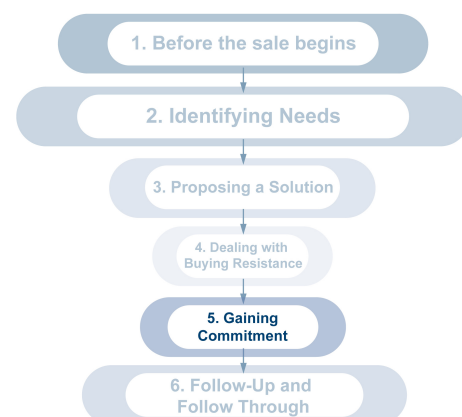 1. Before the sale begins
2. Identifying Needs
3. Proposing a Solution
4. Dealing with
Buying Resistance
5. Gaining
Commitment
6. Follow-Up and
Follow Through